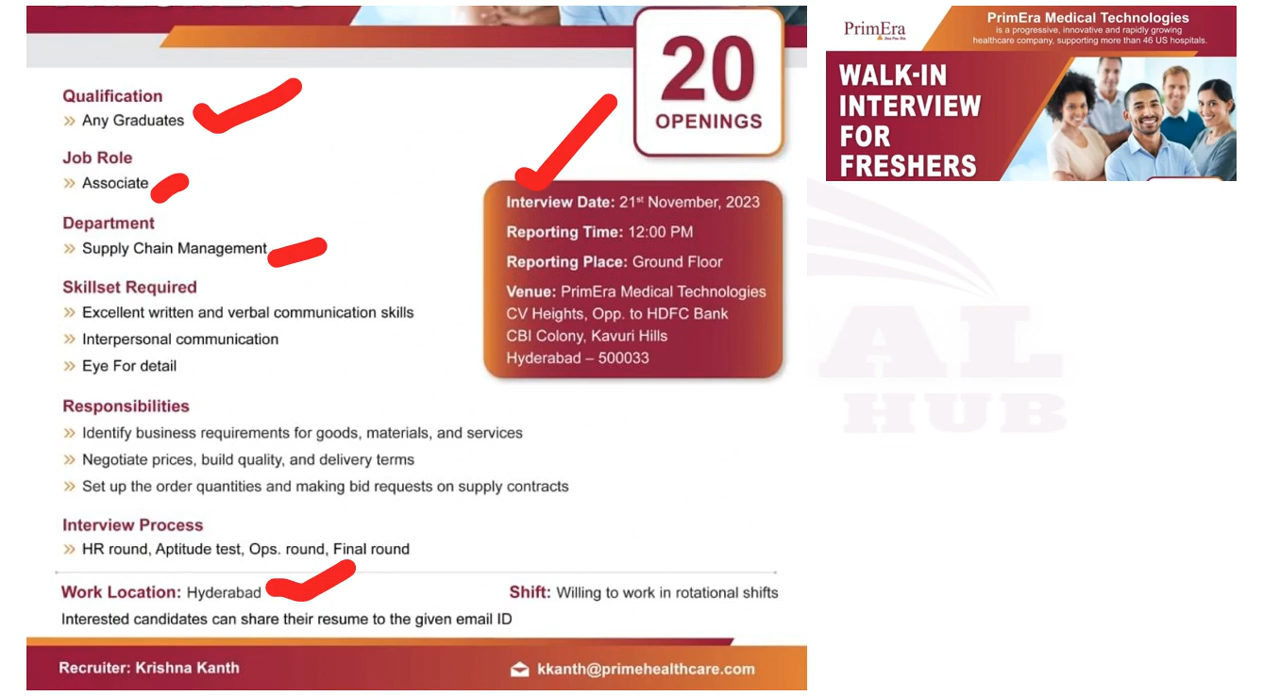 20
OPENINGS
Qualification
Any Graduates
Job Role
Associate
Department
Supply Chain Management
Skillset Required
Excellent written and verbal communication skills
Interpersonal communication
Eye For detail
Interview Date: 21st November, 2023
Reporting Time: 12:00 PM
Reporting Place: Ground Floor
Venue: PrimEra Medical Technologies
CV Heights, Opp. to HDFC Bank
CBI Colony, Kavuri Hills
Hyderabad – 500033
Responsibilities
Identify business requirements for goods, materials, and services
Negotiate prices, build quality, and delivery terms
Set up the order quantities and making bid requests on supply contracts
Interview Process
HR round, Aptitude test, Ops. round, Final round
Work Location: Hyderabad
Shift: Willing to work in rotational shifts
Interested candidates can share their resume to the given email ID
Recruiter: Krishna Kanth
kkanth@primehealthcare.com
PrimEra
PrimEra Medical Technologies
is a progressive, innovative and rapidly growing
healthcare company, supporting more than 46 US hospitals.
WALK-IN
INTERVIEW
FOR
FRESHERS
AL
HUB